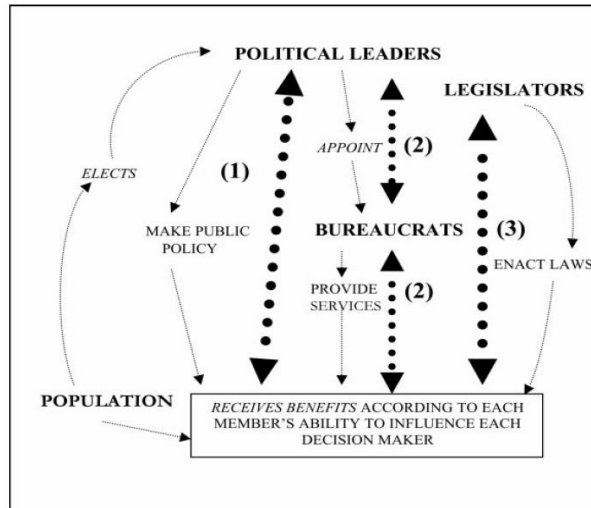 POLITICAL LEADERS
LEGISLATORS
ELECTS
(1)
APPOINT
(2)
MAKE PUBLIC
POLICY
BUREAUCRATS
(3)
PROVIDE
SERVICES
(2)
ENACT LAWS
POPULATION
RECEIVES BENEFITS ACCORDING TO EACH
MEMBER'S ABILITY TO INFLUENCE EACH
DECISION MAKER